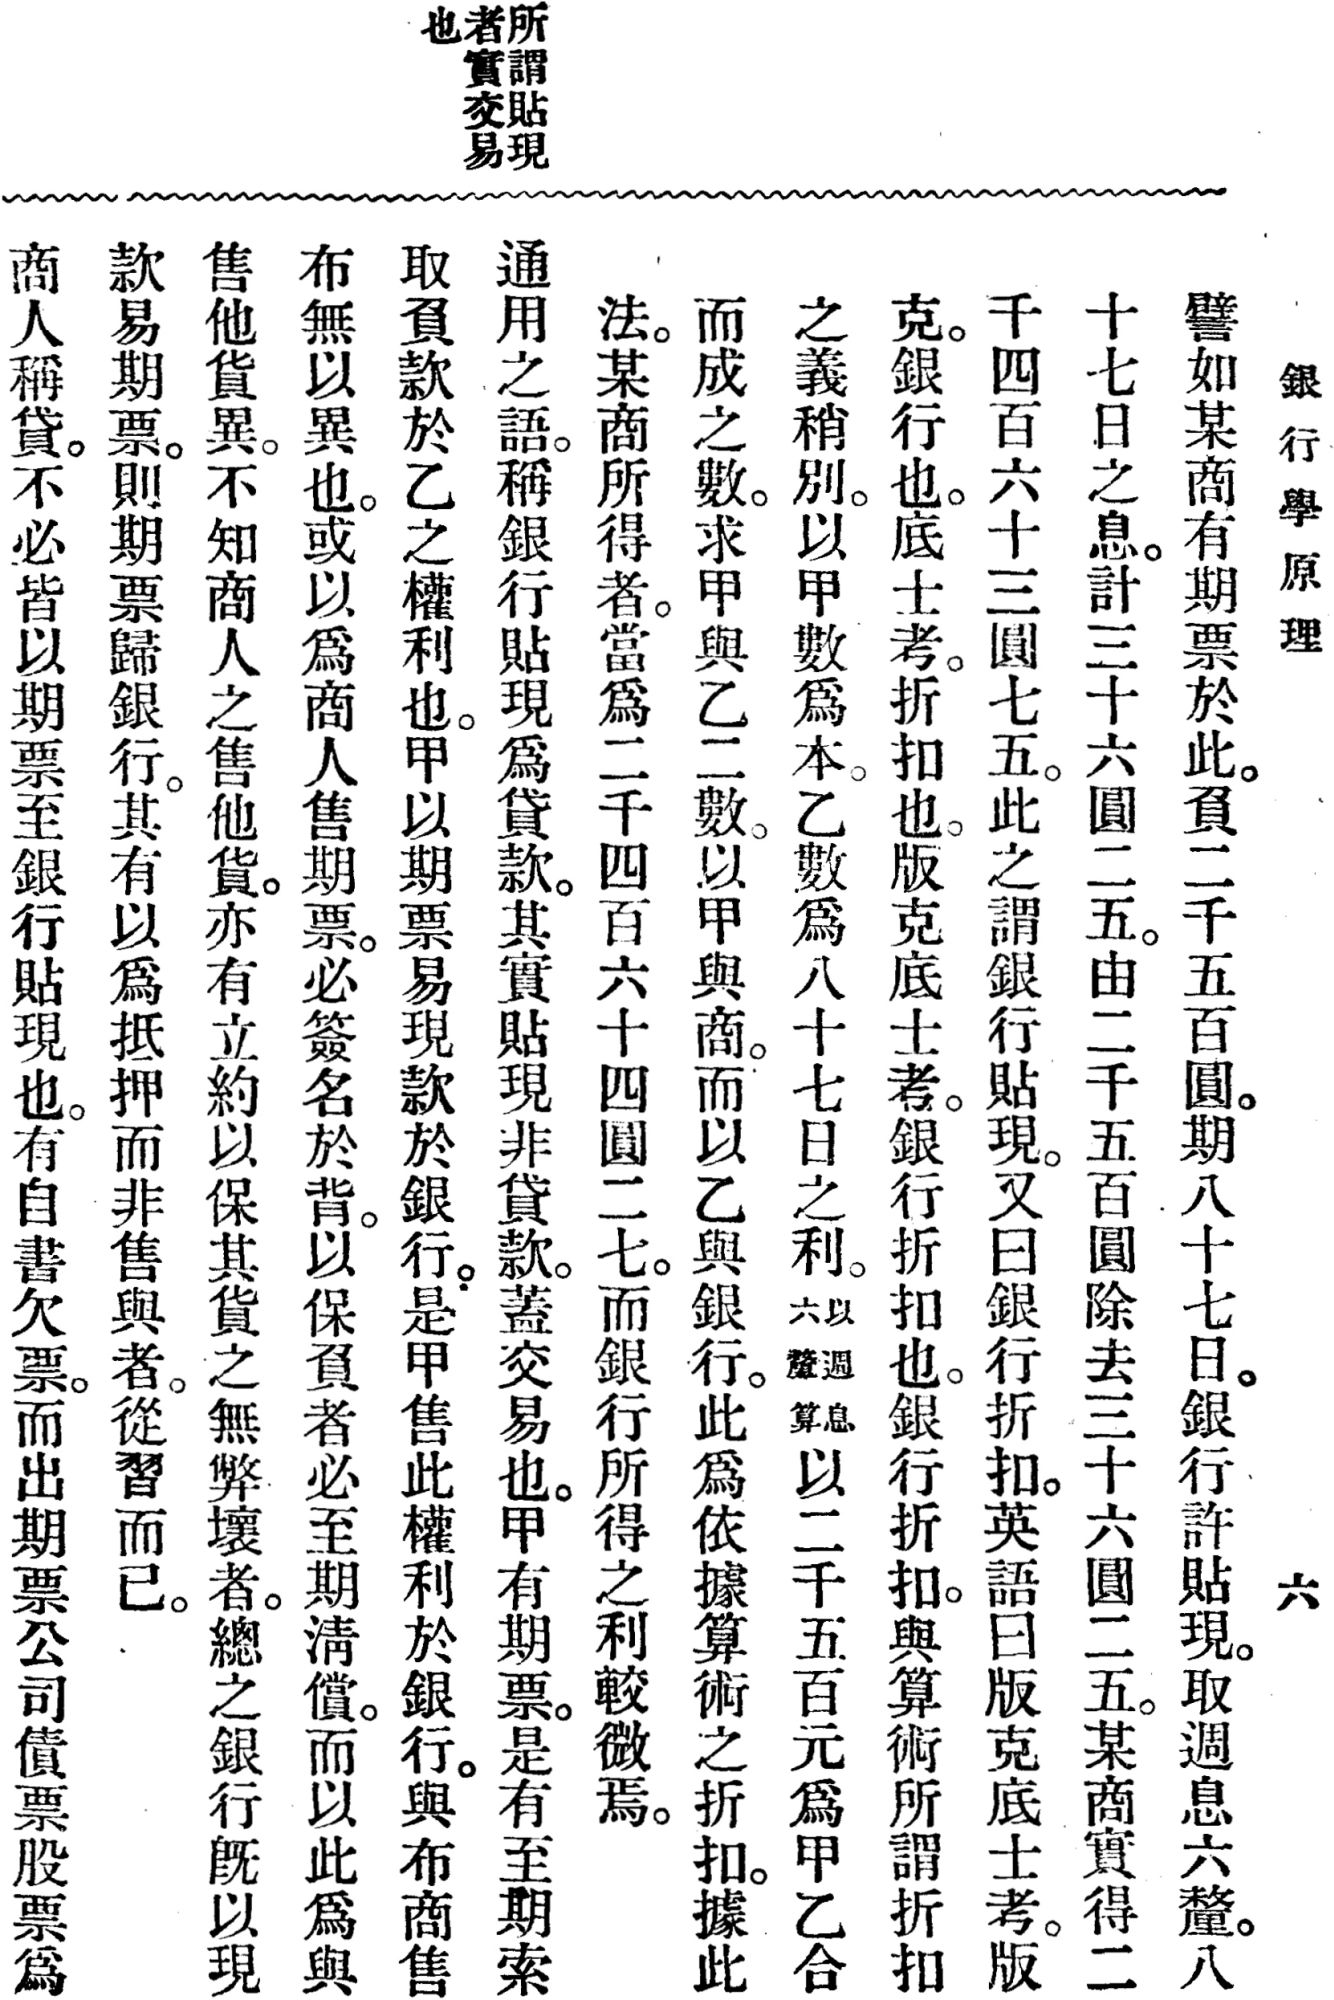 銀行學原理
六
譬如某商有期票於此。負二千五百圓。期八十七日。銀行許貼現。取週息六釐。八
十七日之息。計三十六圓二五。由二千五百圓除去三十六圓二五。某商實得二
千四百六十三圓七五。此之謂銀行貼現。又曰銀行折扣。英語曰版克底士考。版
克。銀行也。底士考。折扣也。版克底士考。銀行折扣也。銀行折扣。與算術所謂折扣
之義稍別。以甲數爲本。乙數爲八十七日之利。以週息六釐算以二千五百元爲甲乙合
而成之數。求甲與乙二數。以甲與商。而以乙與銀行。此爲依據算術之折扣。據此
法。某商所得者。當爲二千四百六十四圓二七。而銀行所得之利較微焉。
所謂貼現
者實交易
也
通用之語。稱銀行貼現爲貸款。其實貼現非貸款。蓋交易也。甲有期票。是有至期索
取負款於乙之權利也。甲以期票易現款於銀行。是甲售此權利於銀行。與布商售
布無以異也。或以爲商人售期票。必簽名於背。以保負者必至期淸償。而以此爲與
售他貨異。不知商人之售他貨。亦有立約以保其貨之無弊壞者。總之銀行旣以現
款易期票。則期票歸銀行。其有以爲抵押而非售與者。從習而已。
商人稱貸。不必皆以期票至銀行貼現也。有自書欠票。而出期票公司債票股票爲